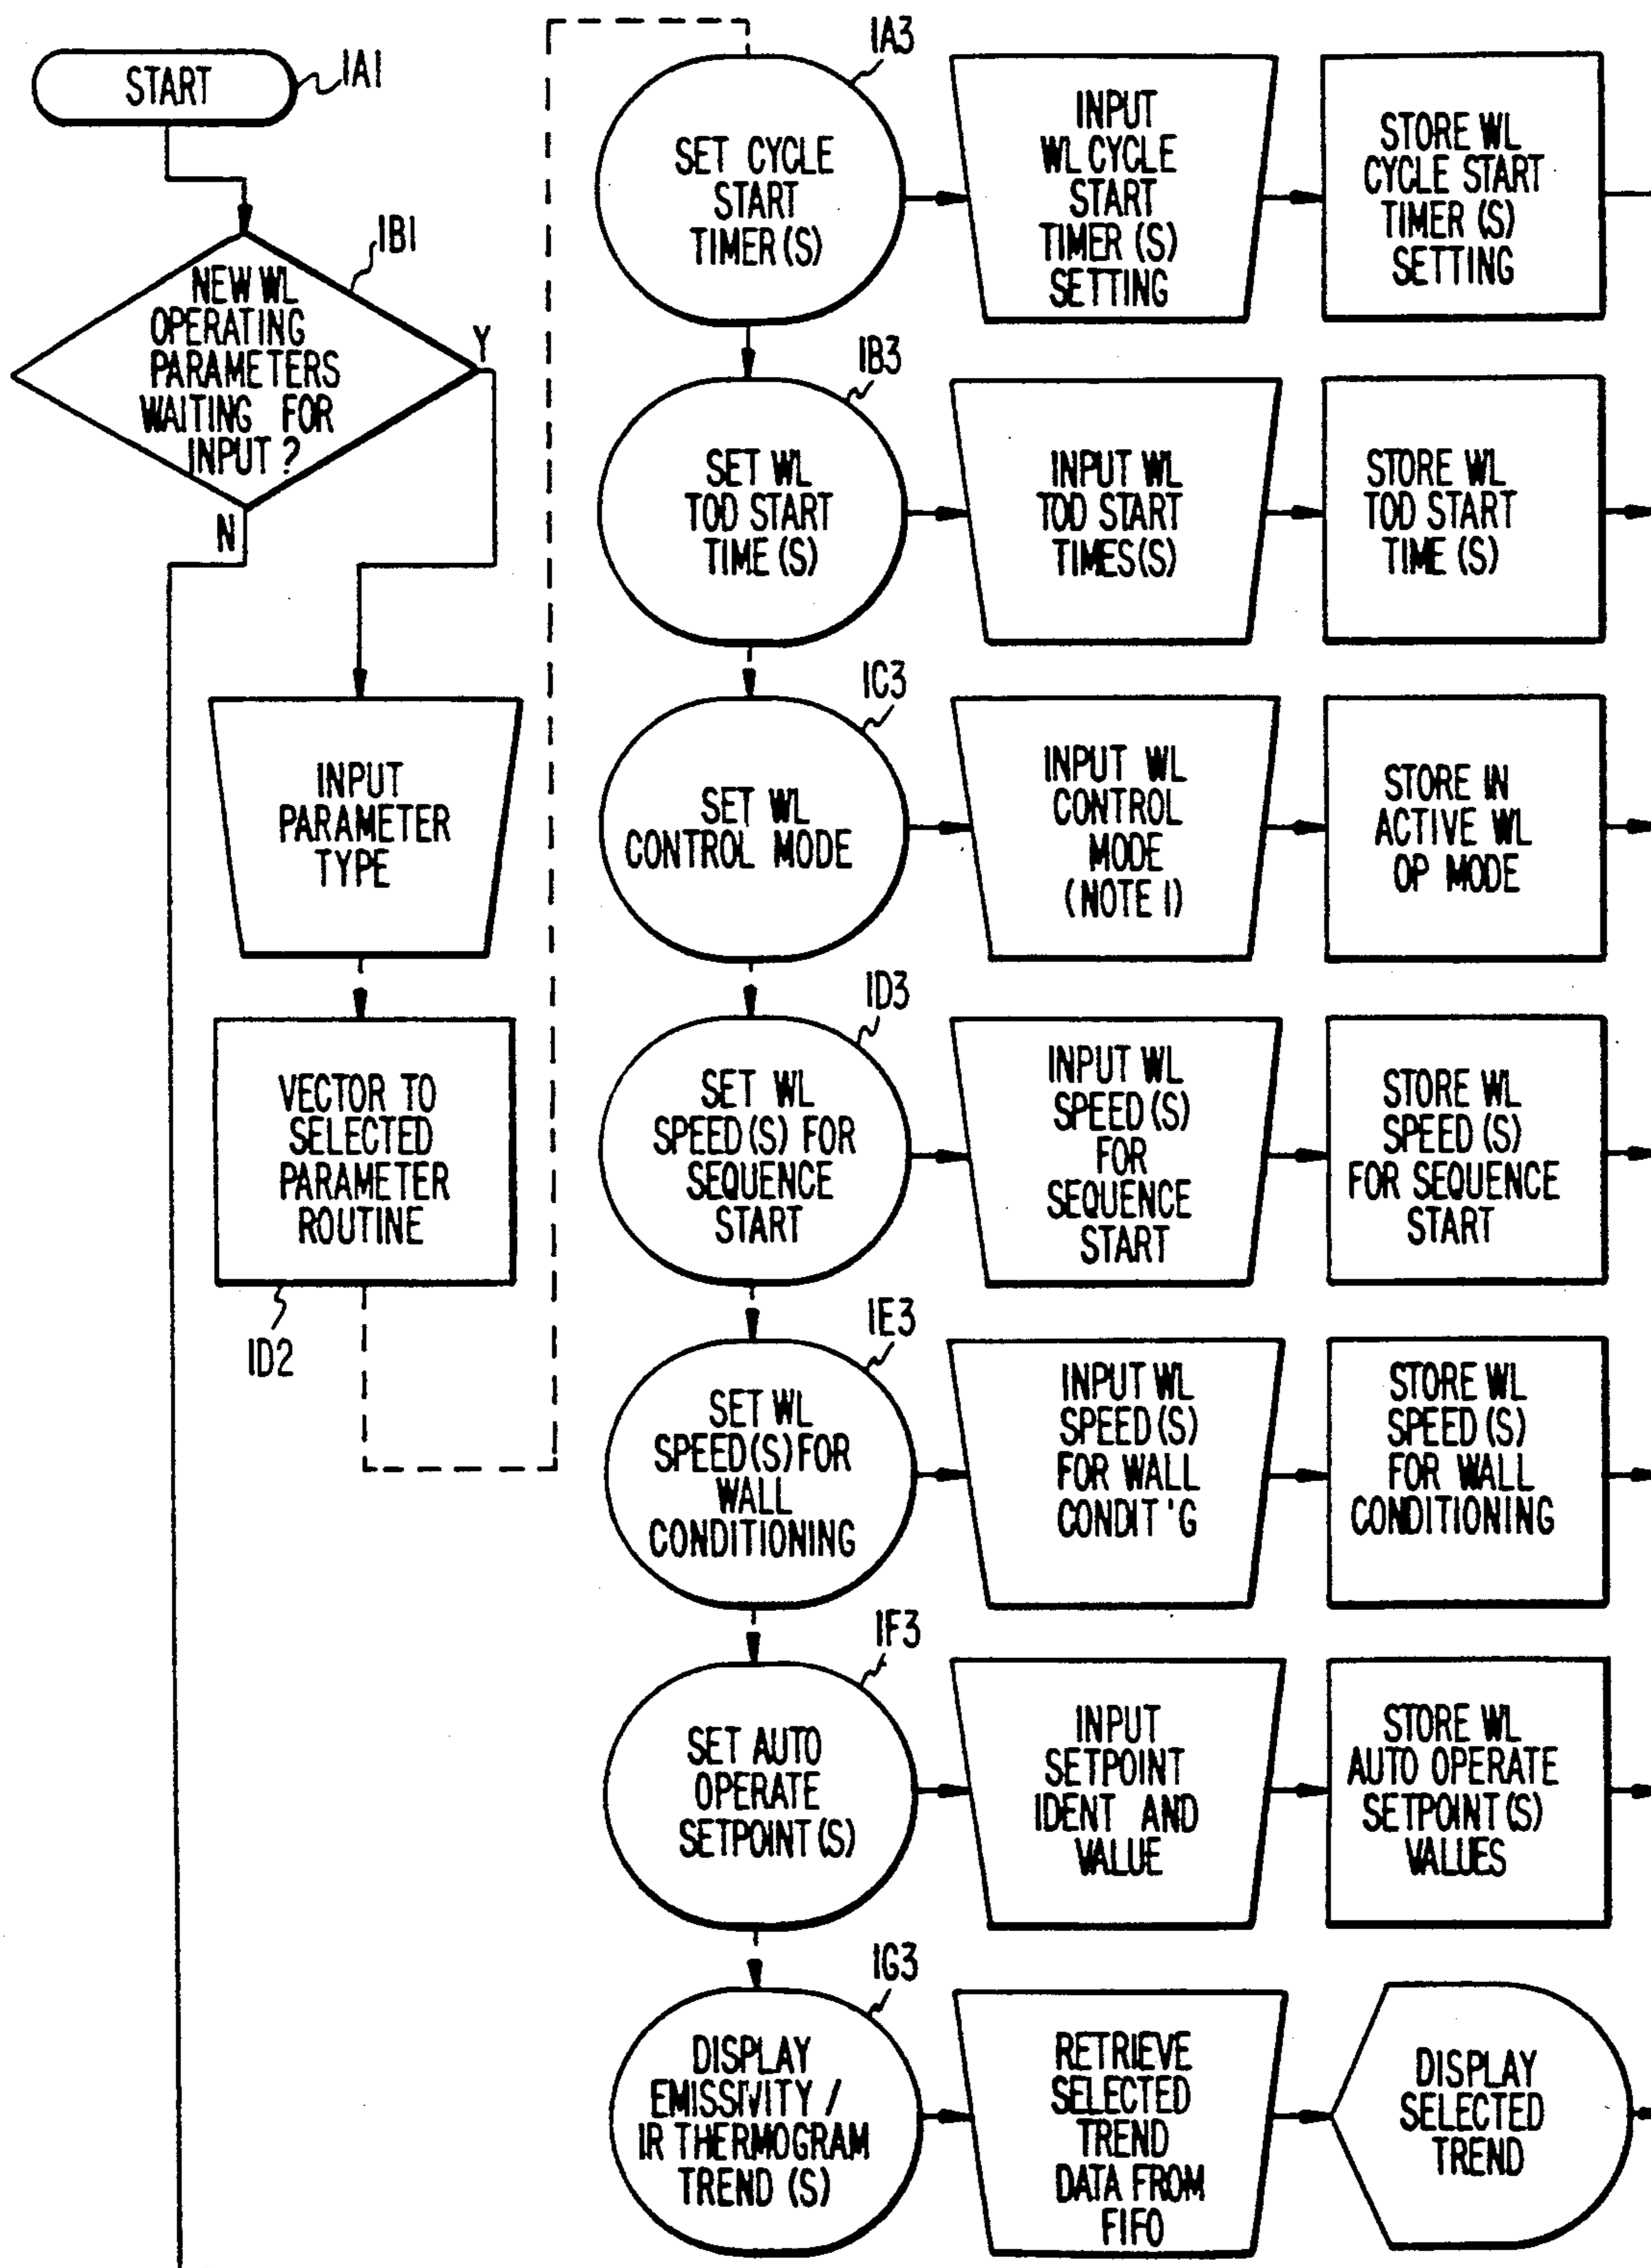 START
1A1
NEW WL
OPERATING
PARAMETERS
WAITING FOR
INPUT ?
1B1
Y
N
INPUT
PARAMETER
TYPE
VECTOR TO
SELECTED
PARAMETER
ROUTINE
1D2
1A3
SET CYCLE
START
TIMER (S)
INPUT
WL CYCLE
START
TIMER (S)
SETTING
STORE WL
CYCLE START
TIMER (S)
SETTING
1B3
SET WL
TOD START
TIME (S)
INPUT WL
TOD START
TIMES(S)
STORE WL
TOD START
TIME (S)
1C3
SET WL
CONTROL MODE
INPUT WL
CONTROL
MODE
(NOTE 1)
STORE IN
ACTIVE WL
OP MODE
1D3
SET WL
SPEED(S) FOR
SEQUENCE
START
INPUT WL
SPEED(S)
FOR
SEQUENCE
START
STORE WL
SPEED (S)
FOR SEQUENCE
START
1E3
SET WL
SPEED(S) FOR
WALL
CONDITIONING
INPUT WL
SPEED(S)
FOR WALL
CONDIT'G
STORE WL
SPEED (S)
FOR WALL
CONDITIONING
1F3
SET AUTO
OPERATE
SETPOINT (S)
INPUT
SETPOINT
IDENT AND
VALUE
STORE WL
AUTO OPERATE
SETPOINT(S)
VALUES
1G3
DISPLAY
EMISSIVITY /
IR THERMOGRAM
TREND (S)
RETRIEVE
SELECTED
TREND
DATA FROM
FIFO
DISPLAY
SELECTED
TREND